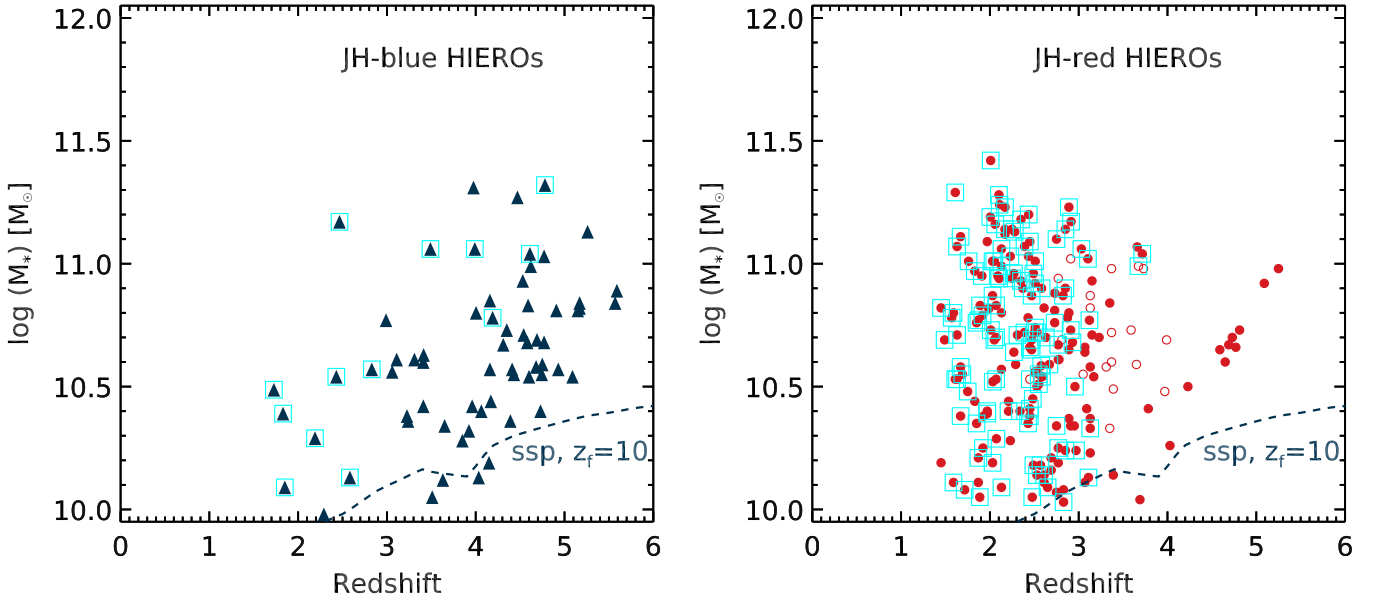 JH-blue HIEROs
12.0
11.5
11.0
10.5
10.0
log (M*) [M☉]
ssp, zf=10
0 1 2 3 4 5 6
Redshift
JH-red HIEROs
12.0
11.5
11.0
10.5
10.0
log (M*) [M☉]
ssp, zf=10
0 1 2 3 4 5 6
Redshift